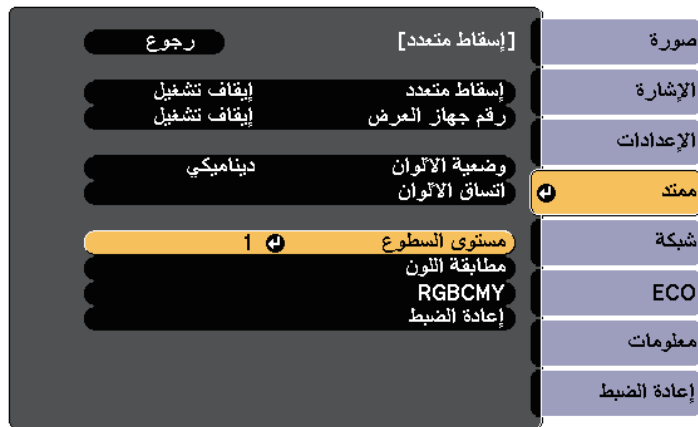 صورة
الإشارة
الإعدادات
ممتد
شبكة
ECO
معلومات
إعادة الضبط
[إسقاط متعدد] رجوع
إسقاط متعدد إيقاف تشغيل
رقم جهاز العرض إيقاف تشغيل
وضعية الألوان ديناميكي
اتساق الألوان
مستوى السطوع 1
مطابقة اللون
RGBCMY
إعادة الضبط